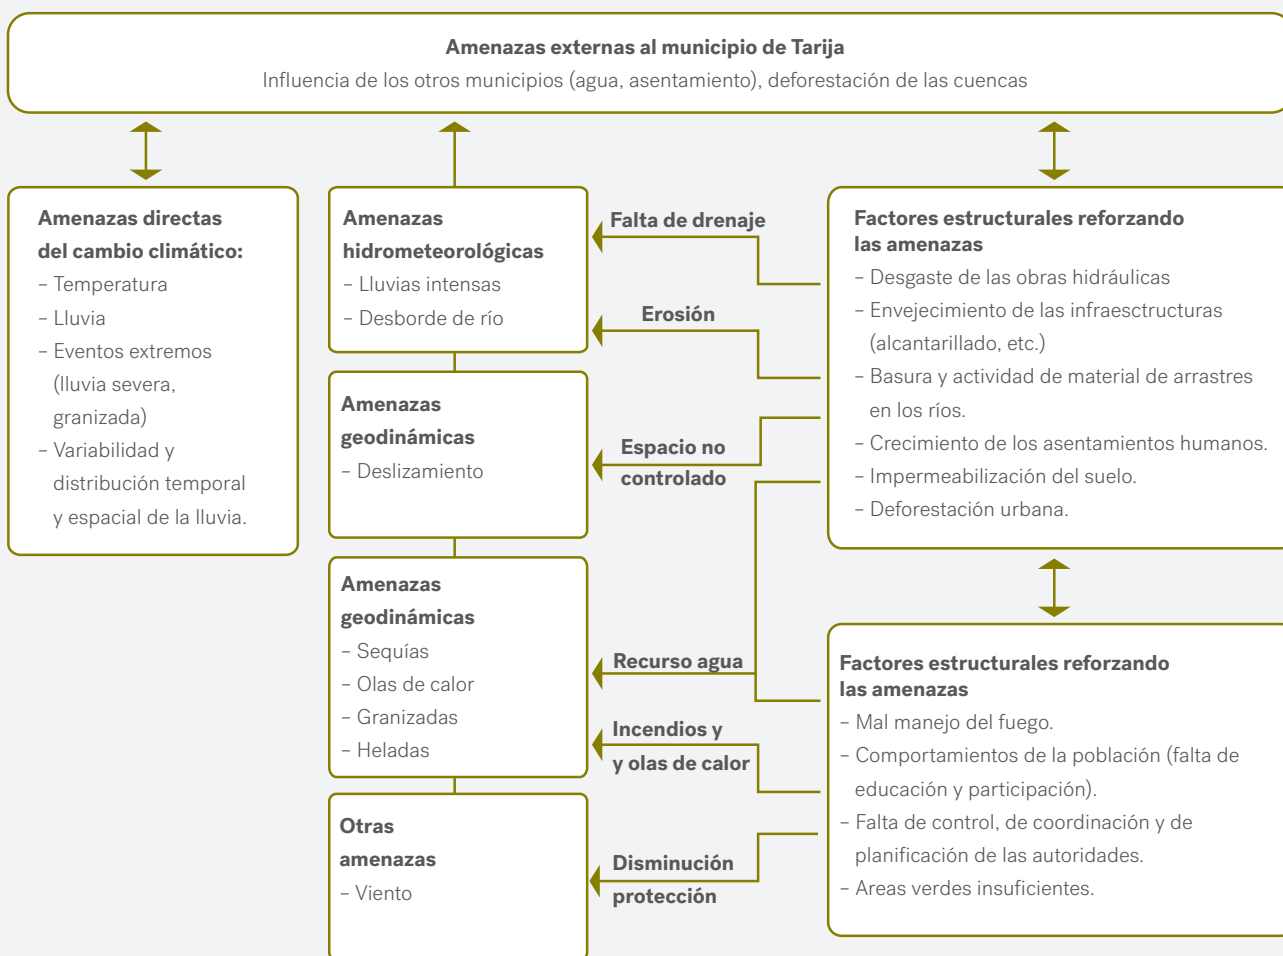 Amenazas externas al municipio de Tarija
Influencia de los otros municipios (agua, asentamiento), deforestación de las cuencas
Amenazas directas
del cambio climático:
– Temperatura
– Lluvia
– Eventos extremos
(lluvia severa,
granizada)
– Variabilidad y
distribución temporal
y espacial de la lluvia.
Amenazas
hidrometeorológicas
– Lluvias intensas
– Desborde de río
Amenazas
geodinámicas
– Deslizamiento
Amenazas
geodinámicas
– Sequías
– Olas de calor
– Granizadas
– Heladas
Otras
amenazas
– Viento
Falta de drenaje
Erosión
Espacio no
controlado
Recurso agua
Incendios y
y olas de calor
Disminución
protección
Factores estructurales reforzando
las amenazas
– Desgaste de las obras hidráulicas
– Envejecimiento de las infraesctructuras
(alcantarillado, etc.)
– Basura y actividad de material de arrastres
en los ríos.
– Crecimiento de los asentamientos humanos.
– Impermeabilización del suelo.
– Deforestación urbana.
Factores estructurales reforzando
las amenazas
– Mal manejo del fuego.
– Comportamientos de la población (falta de
educación y participación).
– Falta de control, de coordinación y de
planificación de las autoridades.
– Areas verdes insuficientes.